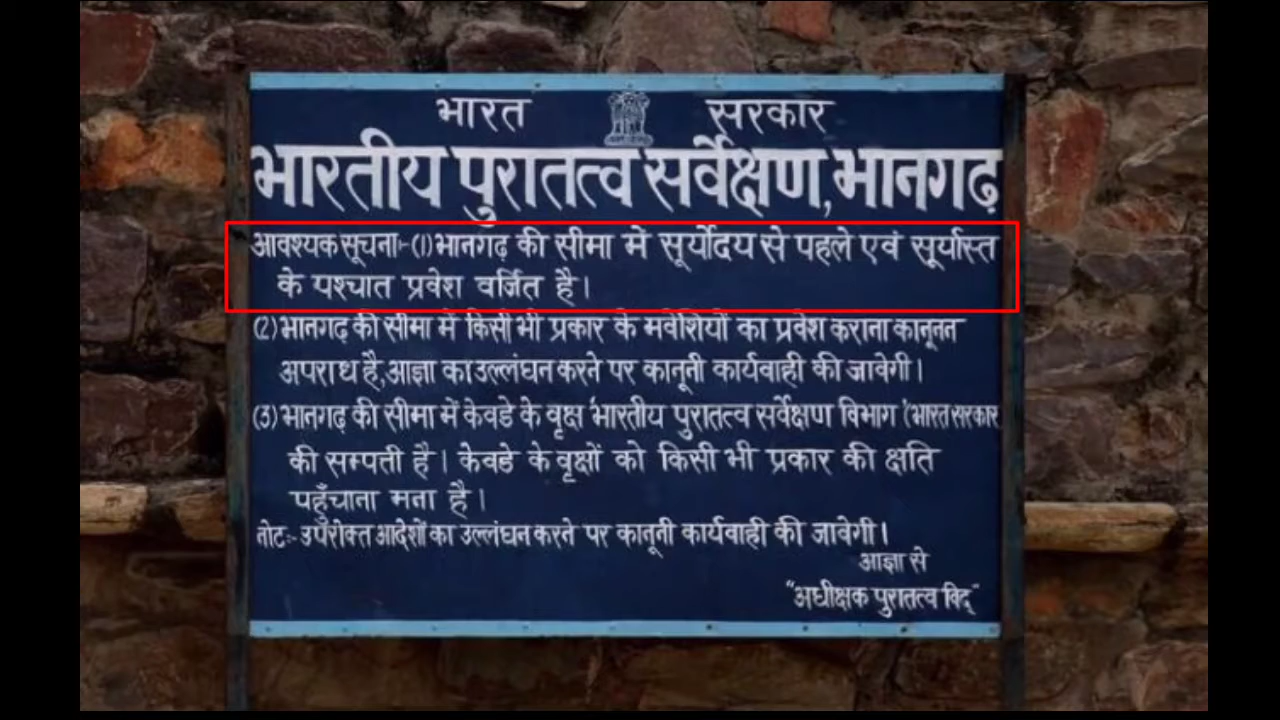 भारत सरकार
भारतीय पुरातत्व सर्वेक्षण, भानगढ़
आवश्यक सूचना:- (1) भानगढ़ की सीमा में सूर्योदय से पहले एवं सूर्यास्त
के पश्चात प्रवेश वर्जित है।
(2) भानगढ़ की सीमा में किसी भी प्रकार के मवेशियों का प्रवेश कराना कानूनन
अपराध है, आज्ञा का उल्लंघन करने पर कानूनी कार्यवाही की जावेगी।
(3) भानगढ़ की सीमा में केवडे के वृक्ष 'भारतीय पुरातत्व सर्वेक्षण विभाग '(भारत सरकार
की सम्पती है। केवडे के वृक्षों को किसी भी प्रकार की क्षति
पहुँचाना मना है।
नोट:- उपरोक्त आदेशों का उल्लंघन करने पर कानूनी कार्यवाही की जावेगी।
आज्ञा से
"अधीक्षक पुरातत्व विद्"